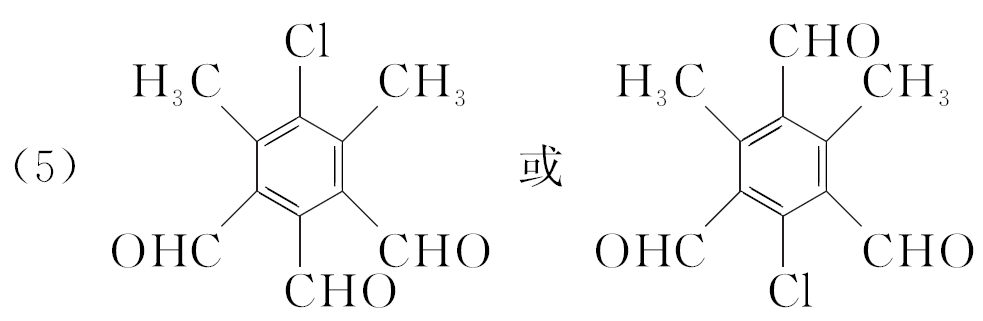 Cl CHO
H₃C CH₃ H₃C CH₃
(5) 或
OHC CHO OHC CHO
CHO Cl